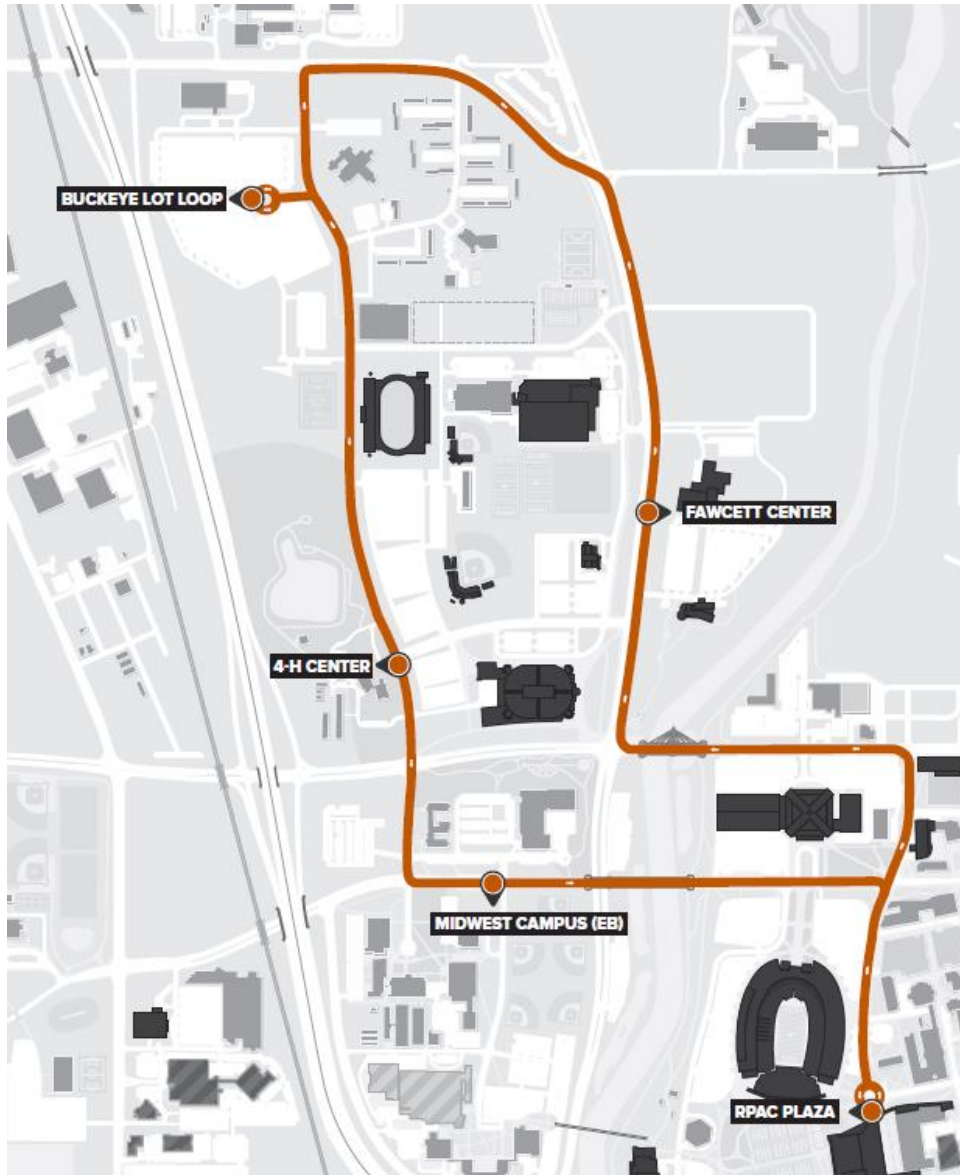 BUCKEYE LOT LOOP
FAWCETT CENTER
4-H CENTER
MIDWEST CAMPUS (EB)
RPAC PLAZA